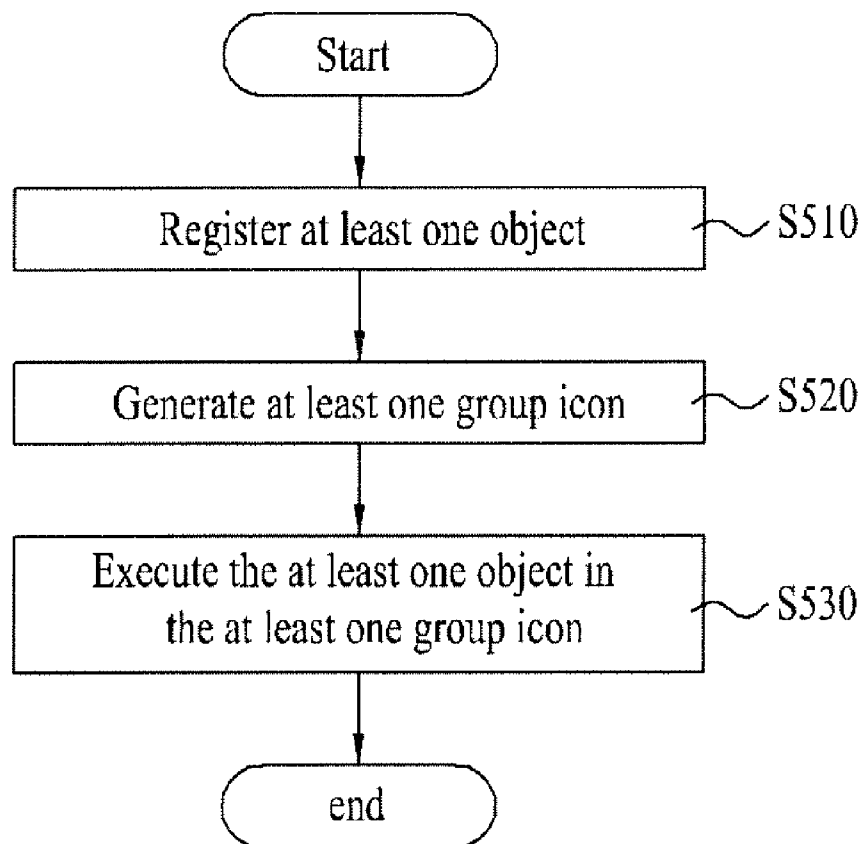 Start
Register at least one object
S510
Generate at least one group icon
S520
Execute the at least one object in
the at least one group icon
S530
end